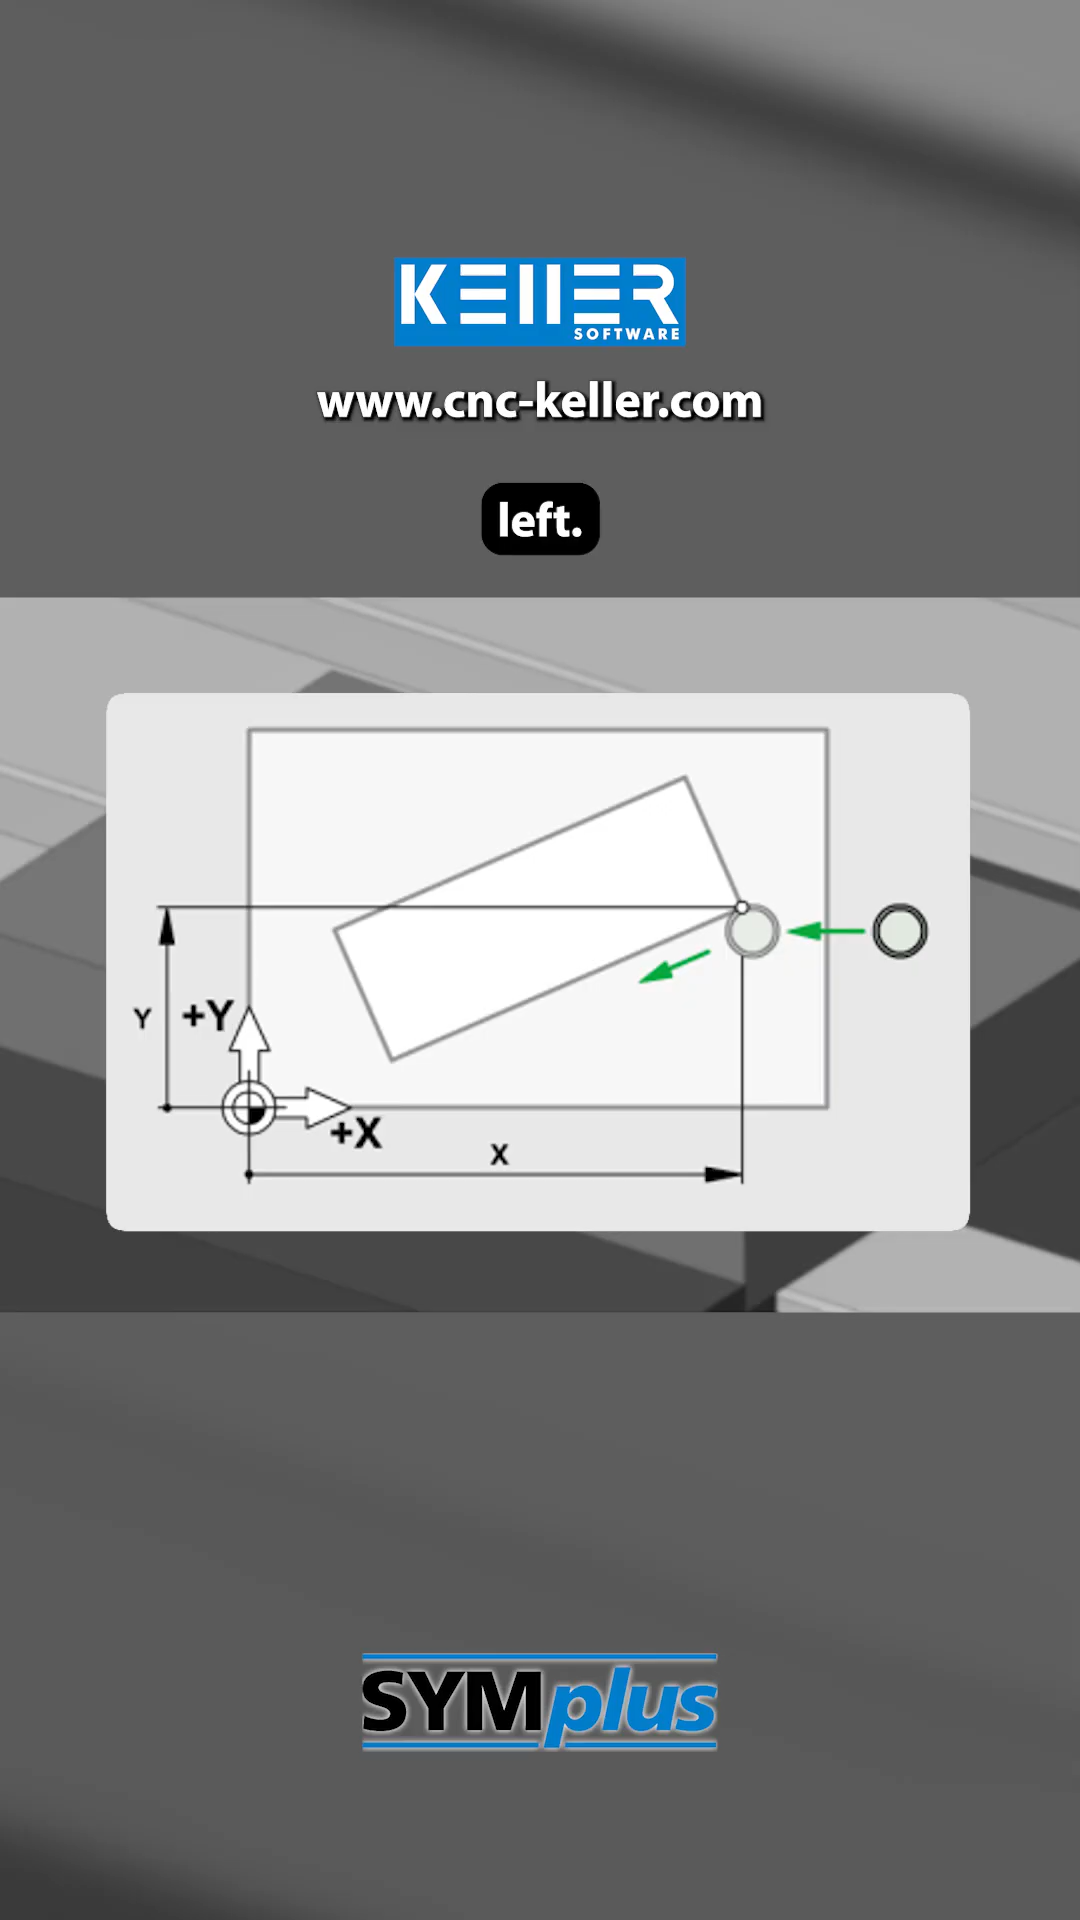 KELLER
SOFTWARE
www.cnc-keller.com
left.
Y
+Y
+X
X
SYMplus